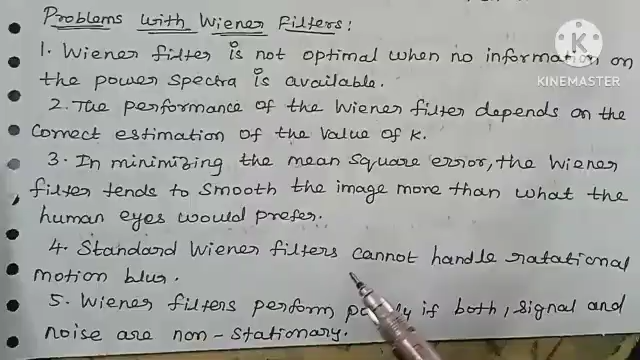 Problems with Wiener Filters:
1. Wiener filter is not optimal when no information on
the power spectra is available.
2. The performance of the Wiener filter depends on the
correct estimation of the value of k.
3. In minimizing the mean square error, the Wiener
filter tends to smooth the image more than what the
human eyes would prefer.
4. Standard Wiener filters cannot handle ratational
motion blur.
5. Wiener filters perform if both, signal and
noise are non-stationary.
K
KINEMASTER